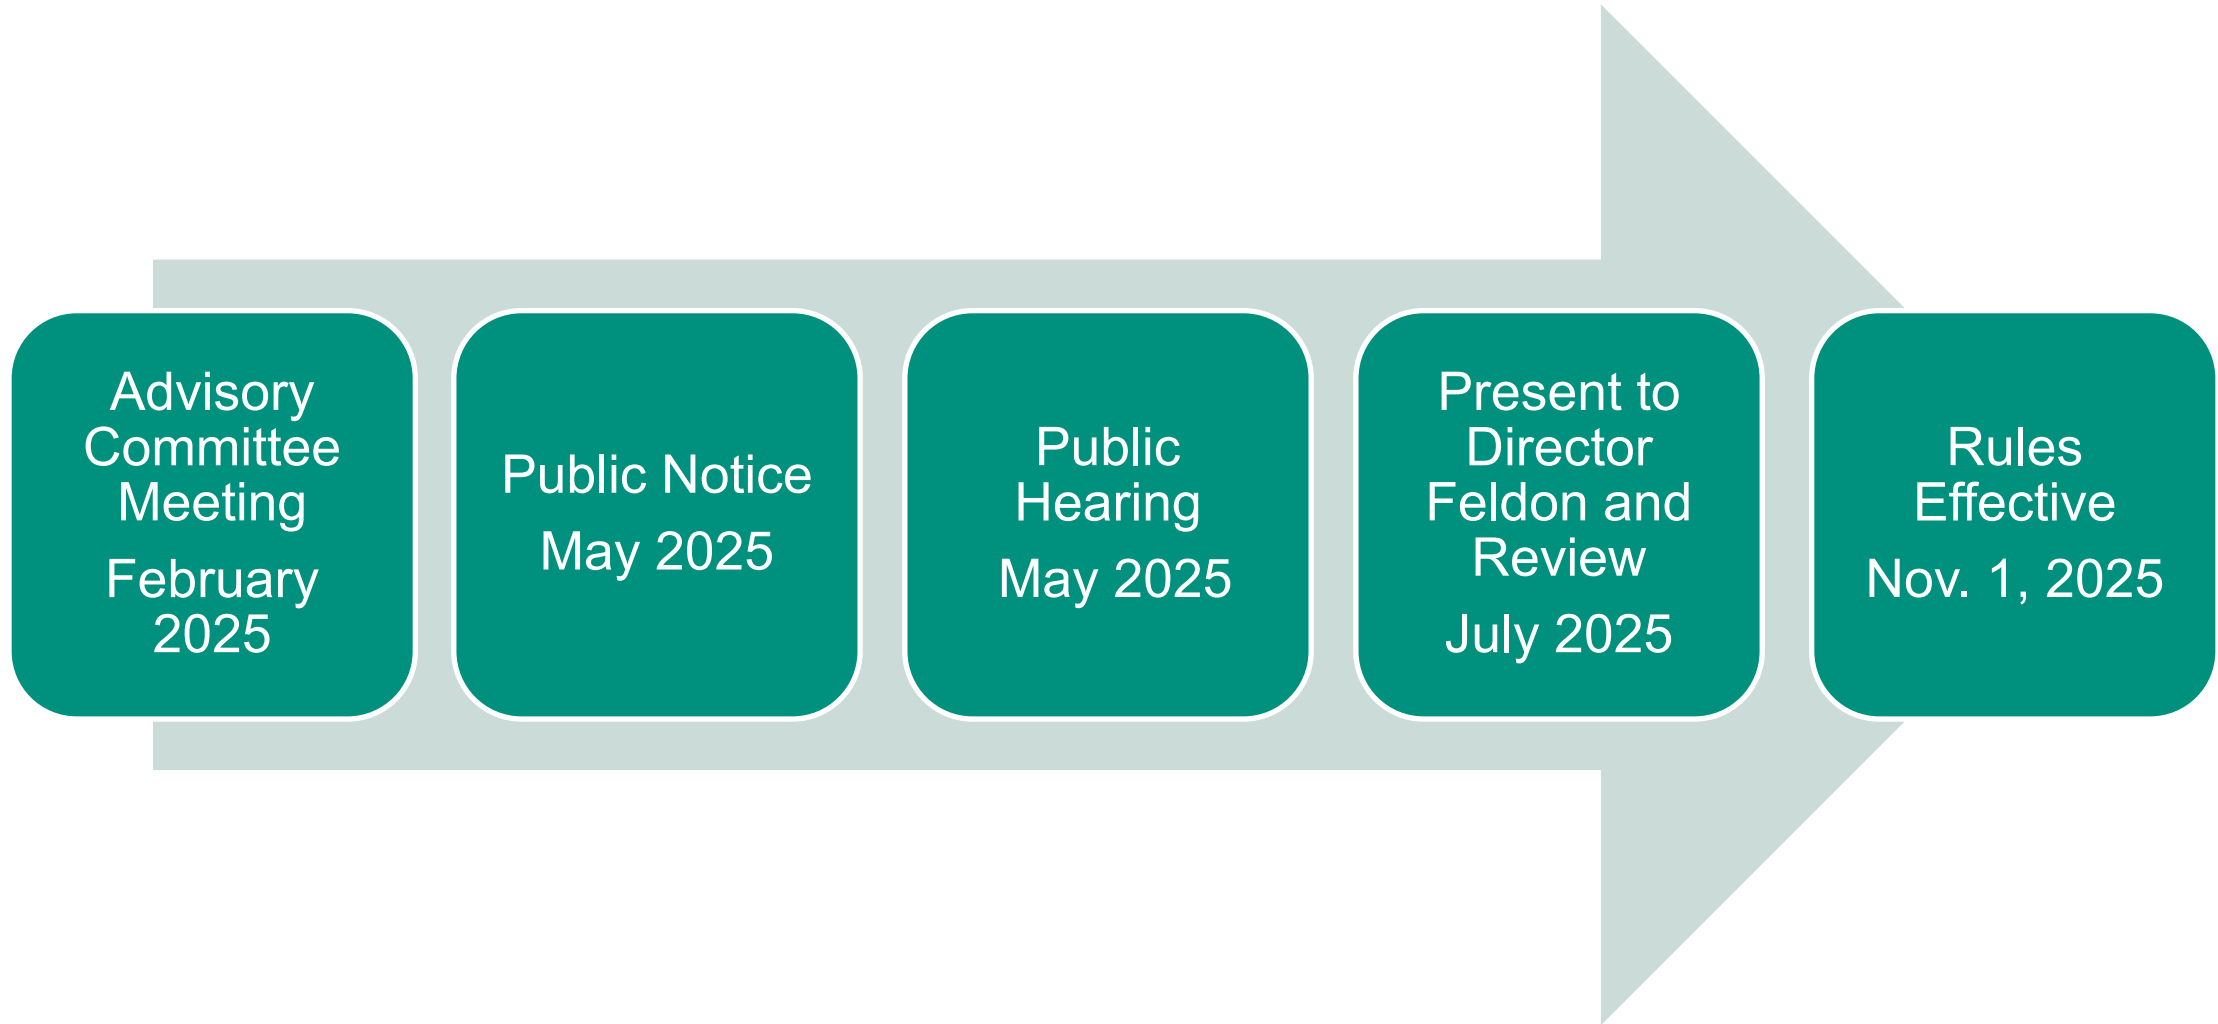 Advisory
Committee
Meeting
February
2025
Public Notice
May 2025
Public
Hearing
May 2025
Present to
Director
Feldon and
Review
July 2025
Rules
Effective
Nov. 1, 2025